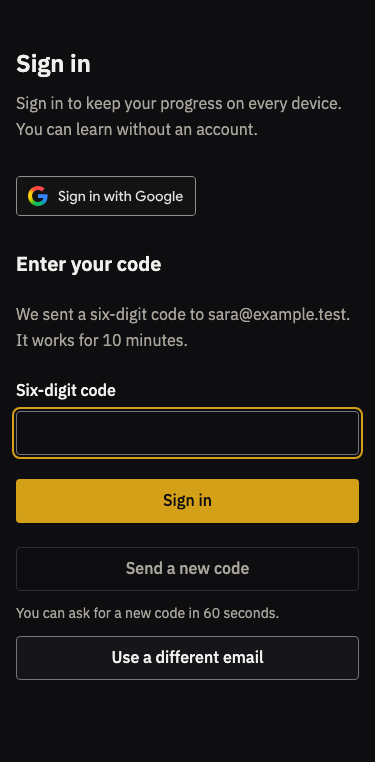 Sign in
Sign in to keep your progress on every device.
You can learn without an account.
Sign in with Google
Enter your code
We sent a six-digit code to sara@example.test.
It works for 10 minutes.
Six-digit code
Sign in
Send a new code
You can ask for a new code in 60 seconds.
Use a different email